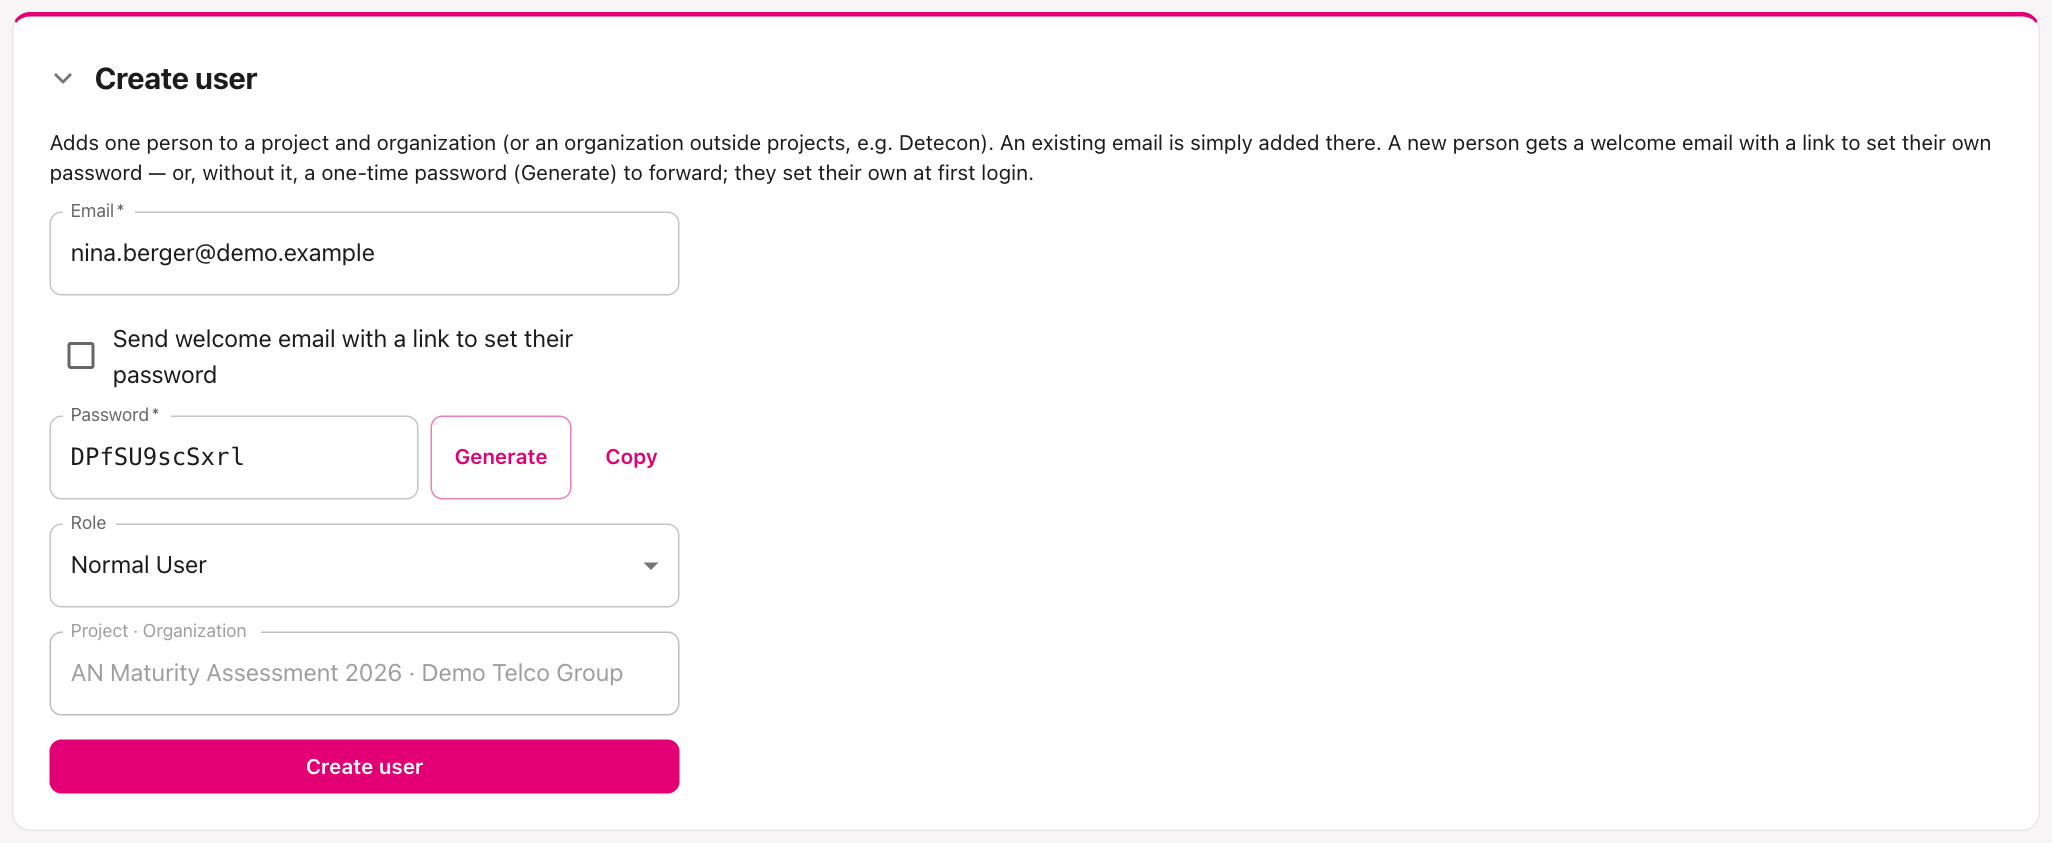 Create user
Adds one person to a project and organization (or an organization outside projects, e.g. Detecon). An existing email is simply added there. A new person gets a welcome email with a link to set their own
password — or, without it, a one-time password (Generate) to forward; they set their own at first login.
Email *
nina.berger@demo.example
Send welcome email with a link to set their
password
Password *
DPfSU9scSxrl
Generate
Copy
Role
Normal User
Project · Organization
AN Maturity Assessment 2026 · Demo Telco Group
Create user